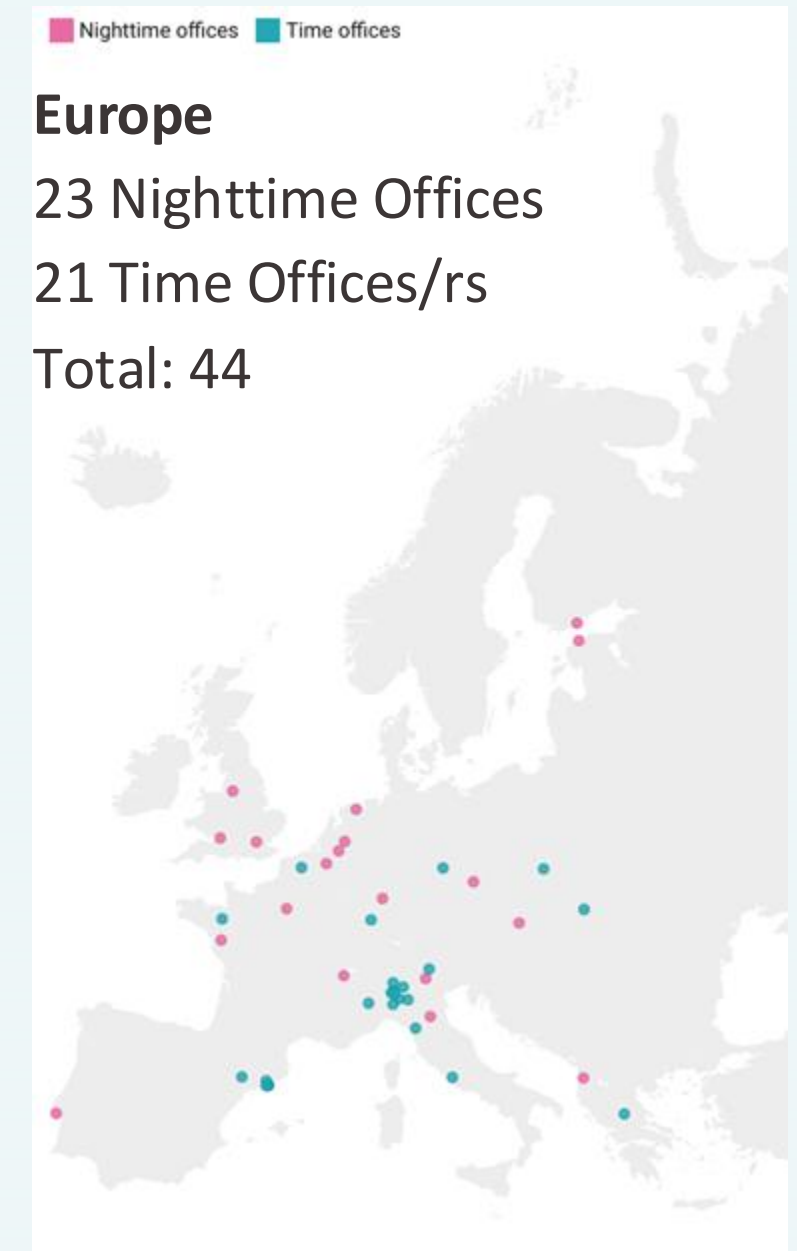 Nighttime offices Time offices
Europe
23 Nighttime Offices
21 Time Offices/rs
Total: 44